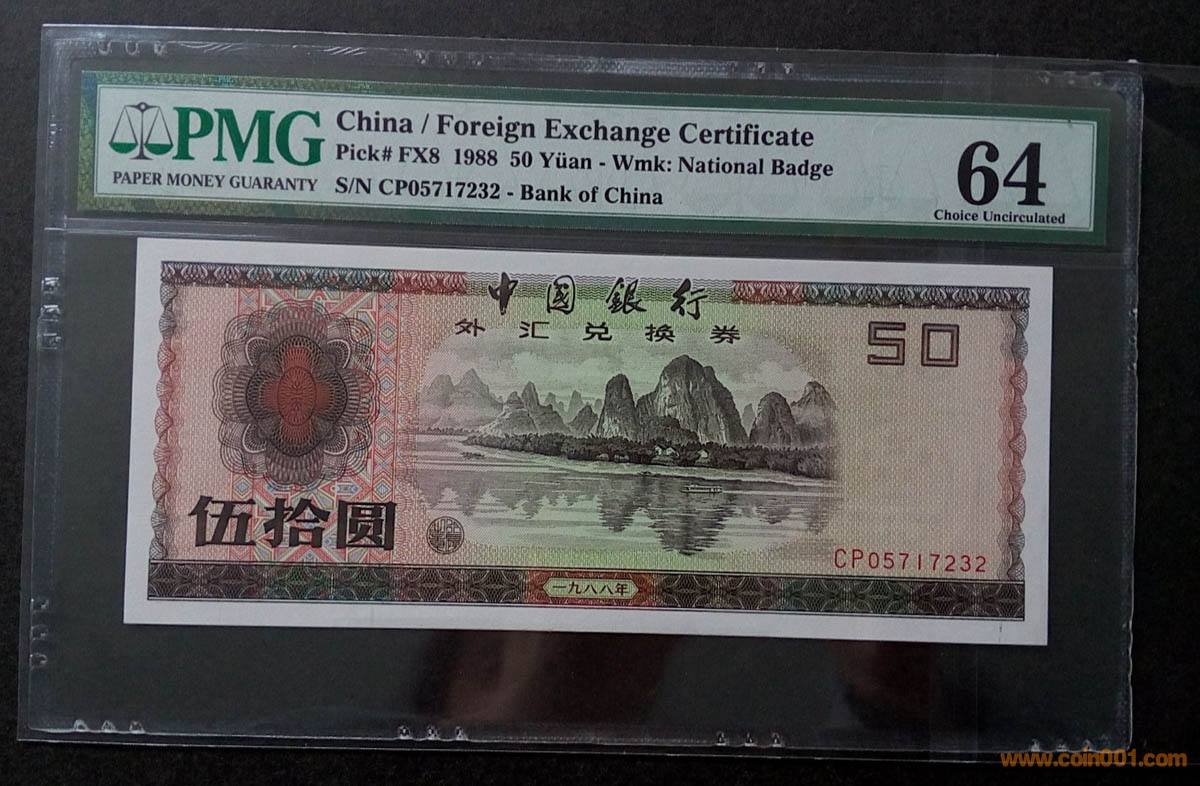 PMG
PAPER MONEY GUARANTY
China / Foreign Exchange Certificate
Pick# FX8 1988 50 Yüan - Wmk: National Badge
S/N CP05717232 - Bank of China
64
Choice Uncirculated
中國銀行
外汇兑换券
50
伍拾圆
CP05717232
一九八八年
www.coin001.com